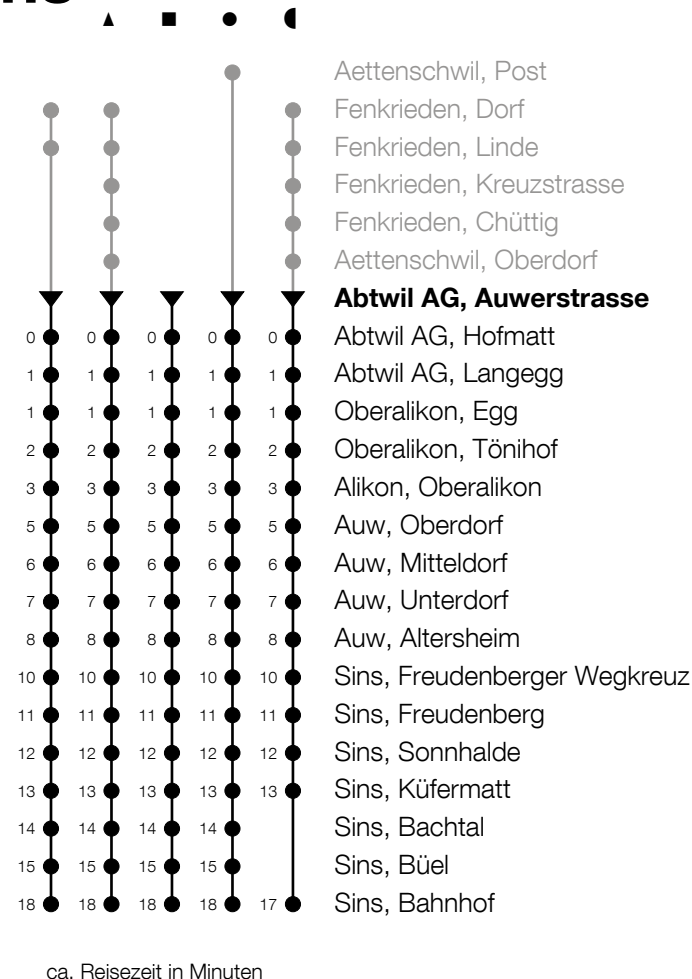 Aettenschwil, Post
Fenkrieden, Dorf
Fenkrieden, Linde
Fenkrieden, Kreuzstrasse
Fenkrieden, Chüttig
Aettenschwil, Oberdorf
Abtwil AG, Auwerstrasse
0 0 0 0 0 Abtwil AG, Hofmatt
1 1 1 1 1 Abtwil AG, Langegg
1 1 1 1 1 Oberalikon, Egg
2 2 2 2 2 Oberalikon, Tönihof
3 3 3 3 3 Alikon, Oberalikon
5 5 5 5 5 Auw, Oberdorf
6 6 6 6 6 Auw, Mitteldorf
7 7 7 7 7 Auw, Unterdorf
8 8 8 8 8 Auw, Altersheim
10 10 10 10 10 Sins, Freudenberger Wegkreuz
11 11 11 11 11 Sins, Freudenberg
12 12 12 12 12 Sins, Sonnhalde
13 13 13 13 13 Sins, Küfermatt
14 14 14 14 Sins, Bachtal
15 15 15 15 Sins, Büel
18 18 18 18 17 Sins, Bahnhof
ca. Reisezeit in Minuten